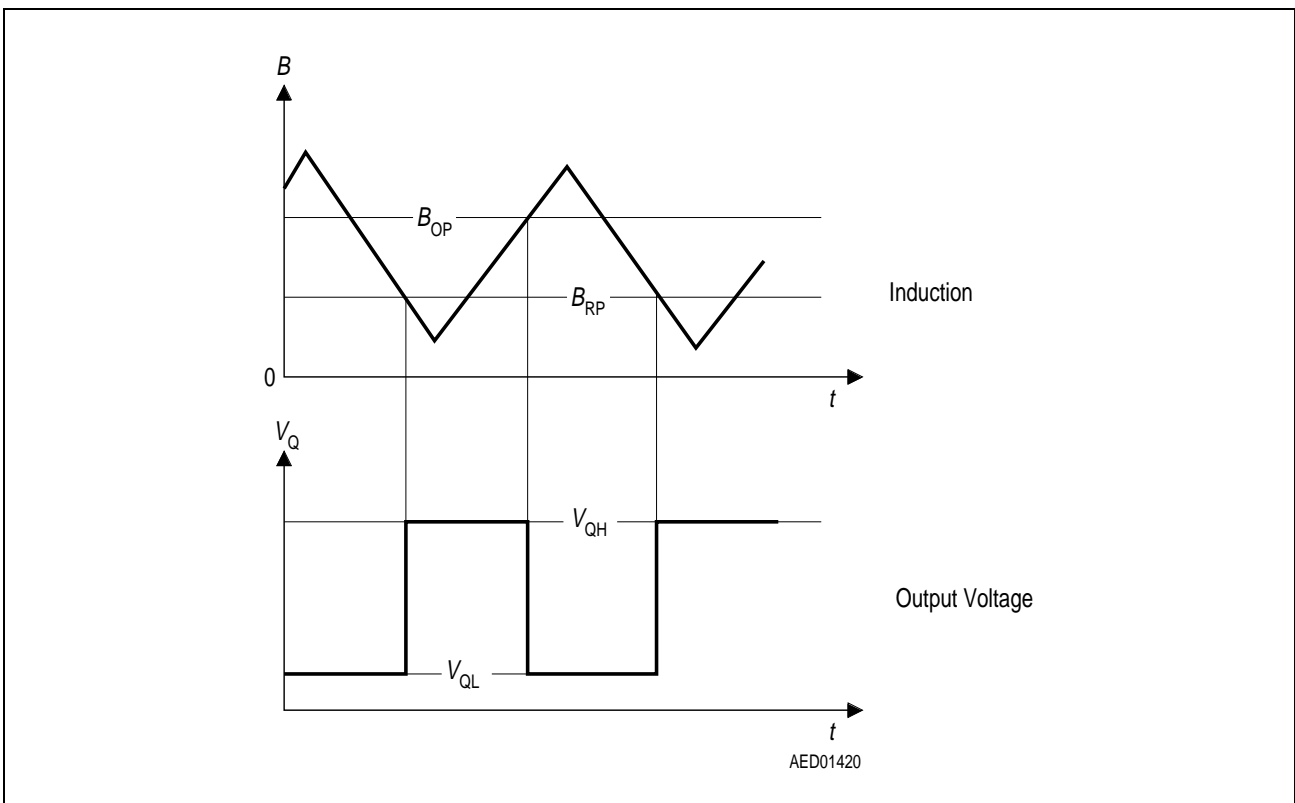 B
B_OP
B_RP
Induction
0
t
V_Q
V_QH
Output Voltage
V_QL
t
AED01420